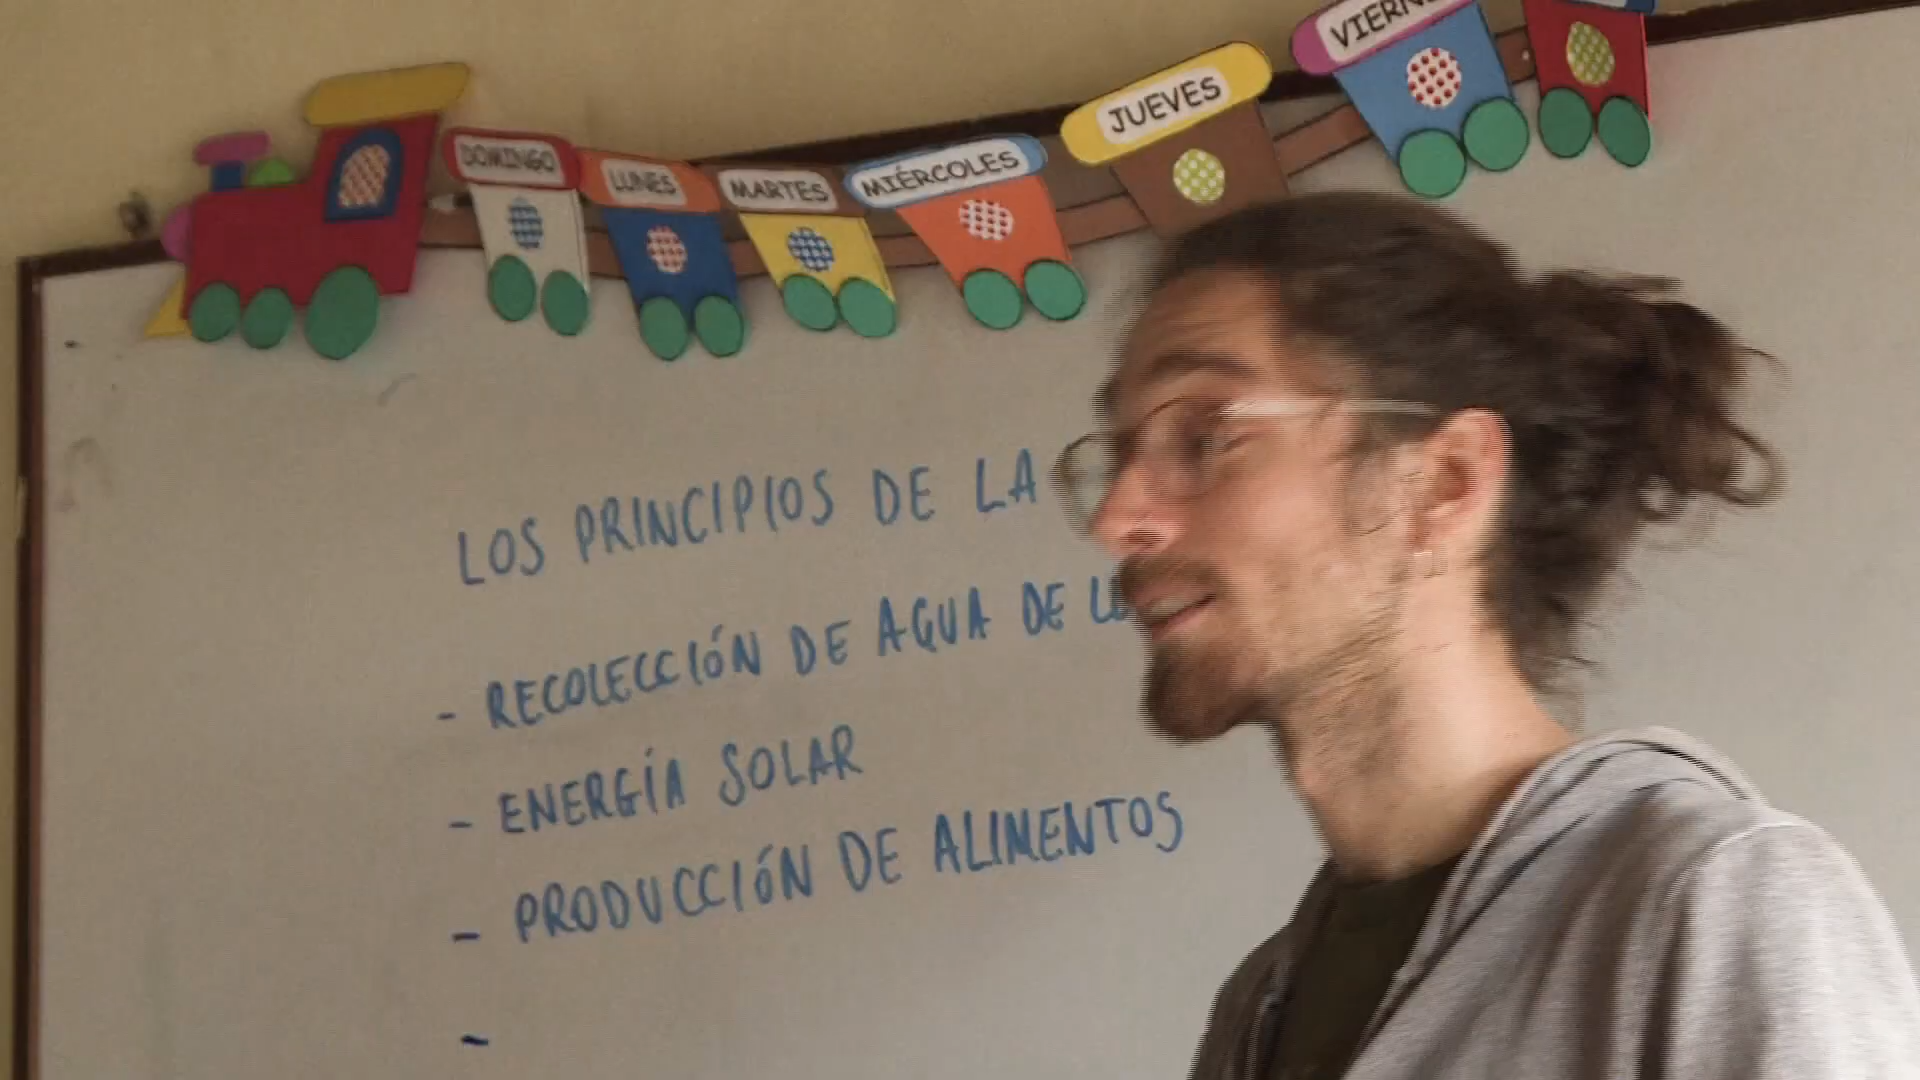 DOMINGO
LUNES
MARTES
MIÉRCOLES
JUEVES
LOS PRINCIPIOS DE LA
- RECOLECCIÓN DE AGUA DE
- ENERGÍA SOLAR
- PRODUCCIÓN DE ALIMENTOS
-